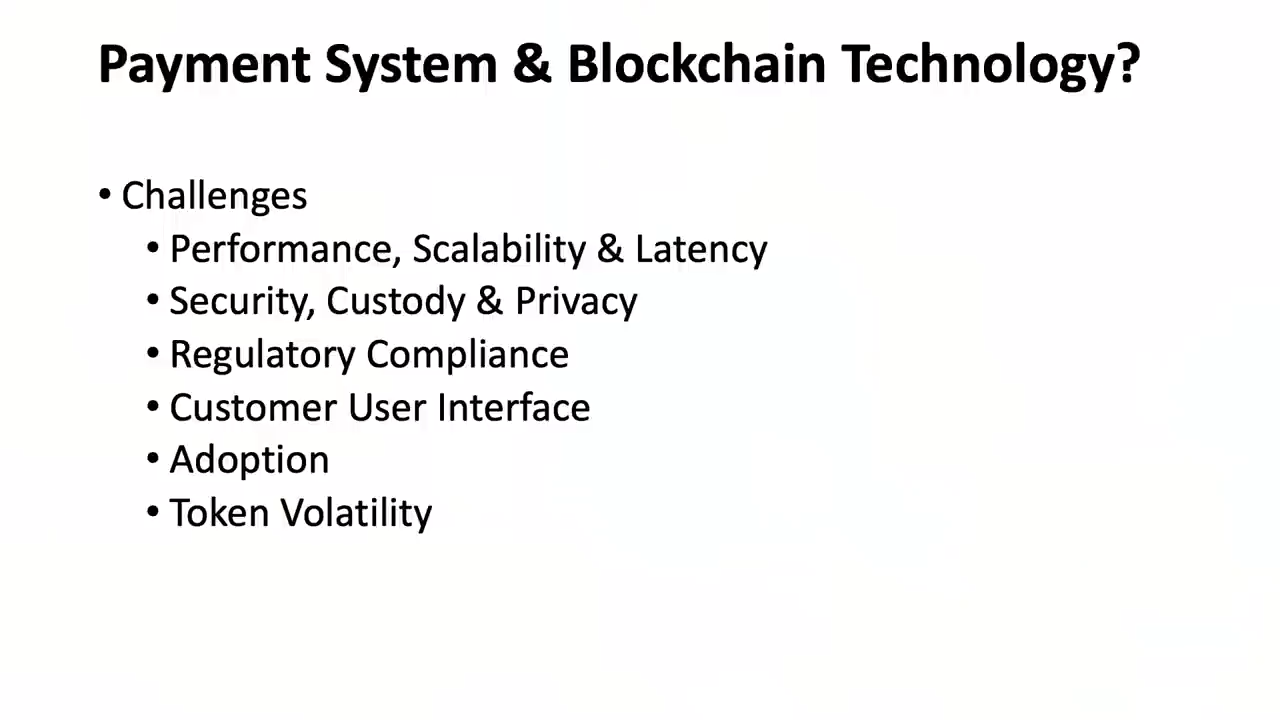 Payment System & Blockchain Technology?
• Challenges
• Performance, Scalability & Latency
• Security, Custody & Privacy
• Regulatory Compliance
• Customer User Interface
• Adoption
• Token Volatility